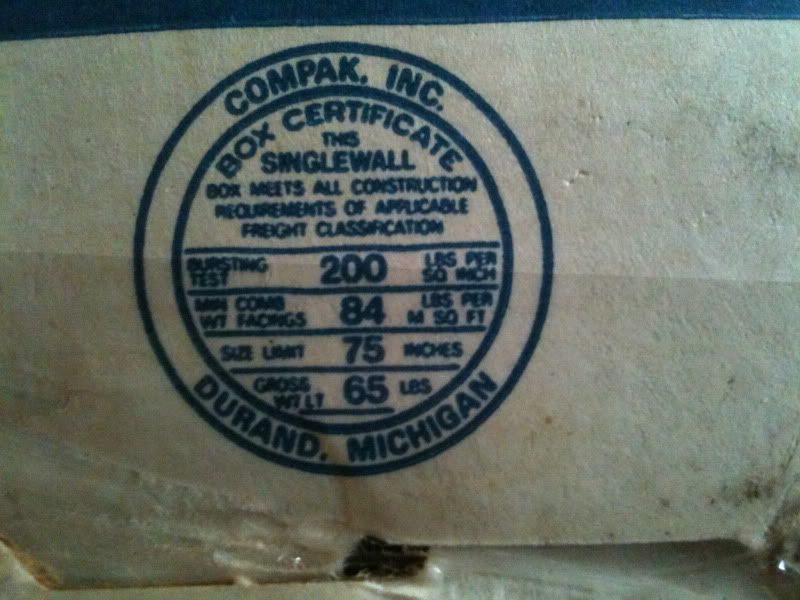 COMPAK, INC.
BOX CERTIFICATE
THIS
SINGLEWALL
BOX MEETS ALL CONSTRUCTION
REQUIREMENTS OF APPLICABLE
FREIGHT CLASSIFICATION
BURSTING TEST 200 LBS PER SQ INCH
MIN COMB WT FACINGS 84 LBS PER M SQ FT
SIZE LIMIT 75 INCHES
GROSS WT LT 65 LBS
DURAND, MICHIGAN